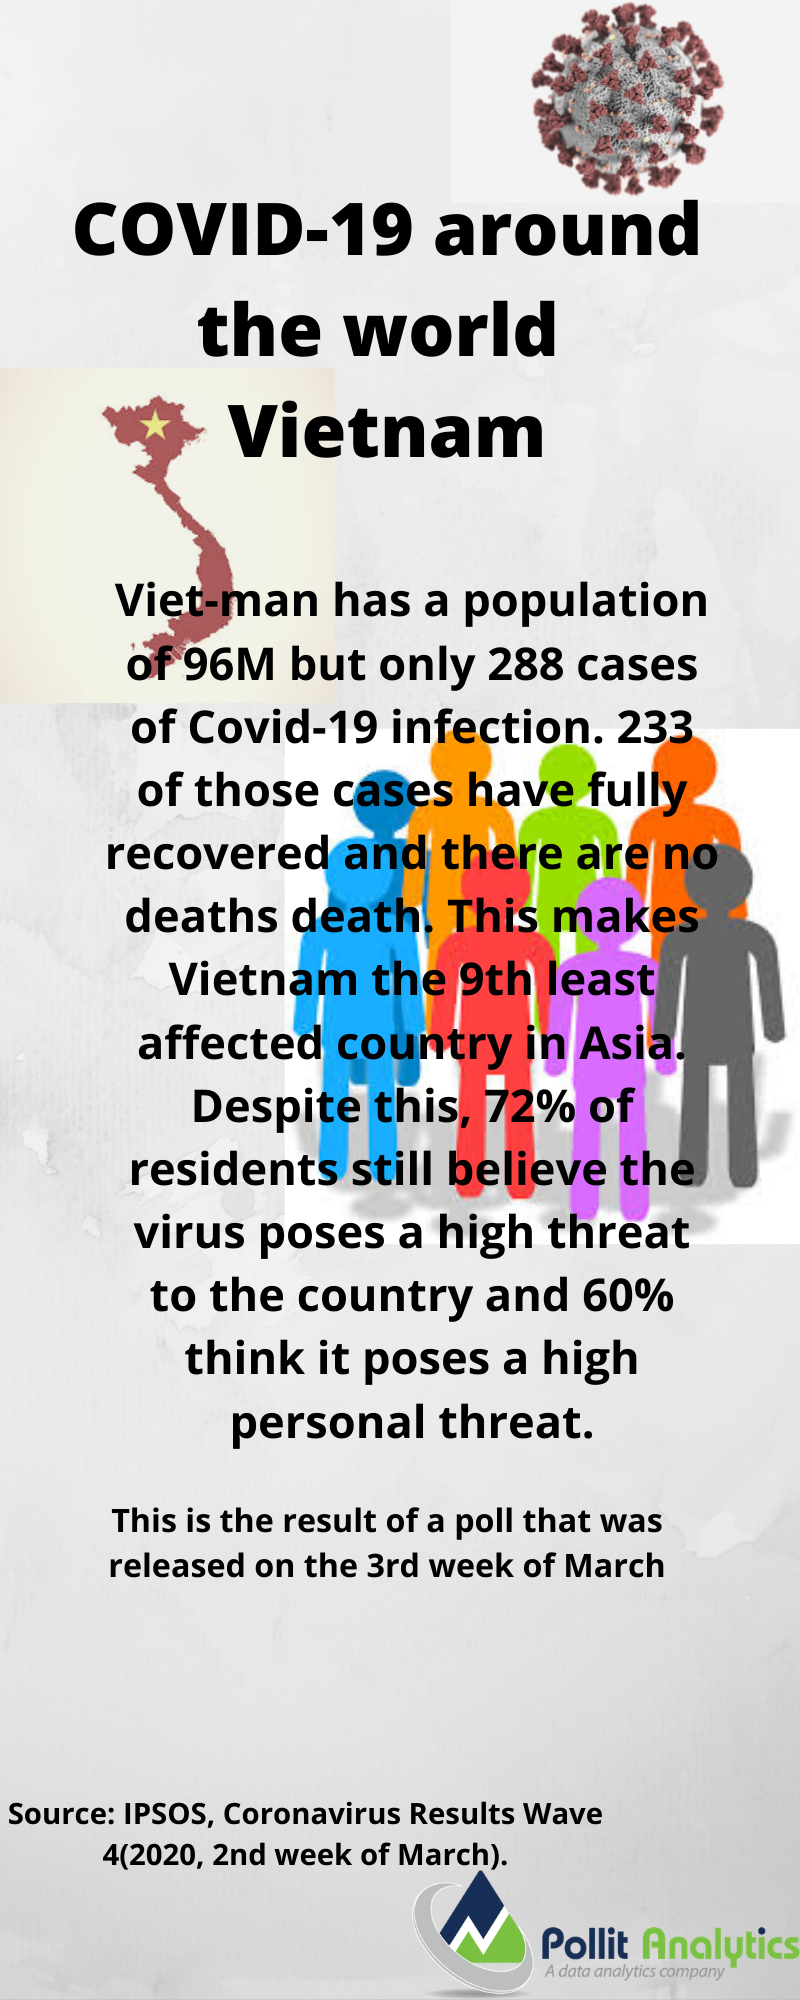 COVID-19 around
the world
Vietnam
Viet-man has a population
of 96M but only 288 cases
of Covid-19 infection. 233
of those cases have fully
recovered and there are no
deaths death. This makes
Vietnam the 9th least
affected country in Asia.
Despite this, 72% of
residents still believe the
virus poses a high threat
to the country and 60%
think it poses a high
personal threat.
This is the result of a poll that was
released on the 3rd week of March
Source: IPSOS, Coronavirus Results Wave
4(2020, 2nd week of March).
Pollit Analytics
A data analytics company